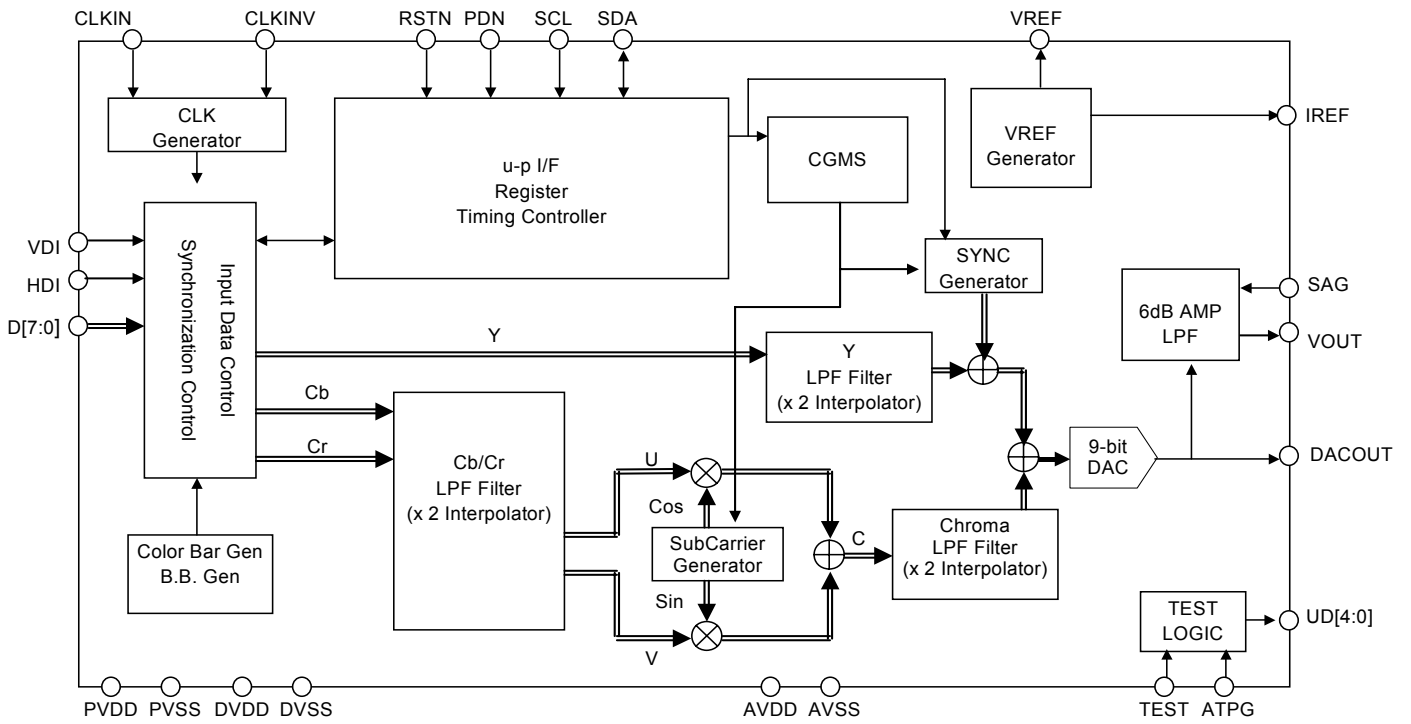 CLKIN
CLKINV
RSTN
PDN
SCL
SDA
VREF
CLK
Generator
u-p I/F
Register
Timing Controller
CGMS
VREF
Generator
IREF
VDI
HDI
D[7:0]
Input Data Control
Synchronization Control
SYNC
Generator
6dB AMP
LPF
SAG
VOUT
Y
Y
LPF Filter
(x 2 Interpolator)
Cb
Cr
Cb/Cr
LPF Filter
(x 2 Interpolator)
U
Cos
SubCarrier
Generator
Sin
V
C
Chroma
LPF Filter
(x 2 Interpolator)
9-bit
DAC
DACOUT
Color Bar Gen
B.B. Gen
TEST
LOGIC
UD[4:0]
PVDD
PVSS
DVDD
DVSS
AVDD
AVSS
TEST
ATPG